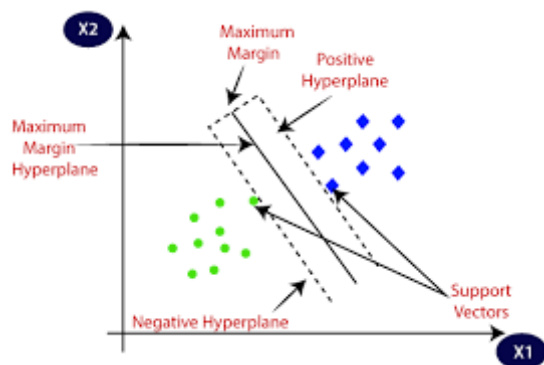 X2
Maximum
Margin
Positive
Hyperplane
Maximum
Margin
Hyperplane
Support
Vectors
Negative Hyperplane
X1